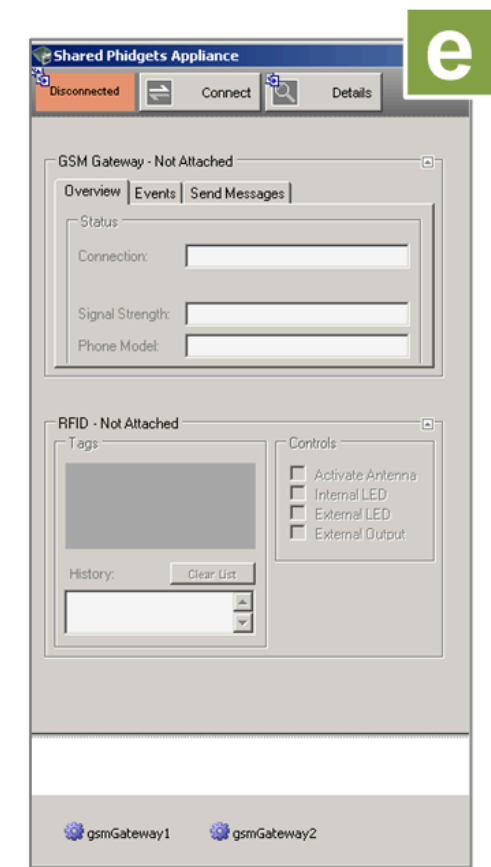 e
Shared Phidgets Appliance
Disconnected Connect Details
GSM Gateway - Not Attached
Overview Events Send Messages
Status
Connection:
Signal Strength:
Phone Model:
RFID - Not Attached
Tags Controls
Activate Antenna
Internal LED
External LED
External Output
History: Clear List
gsmGateway1 gsmGateway2